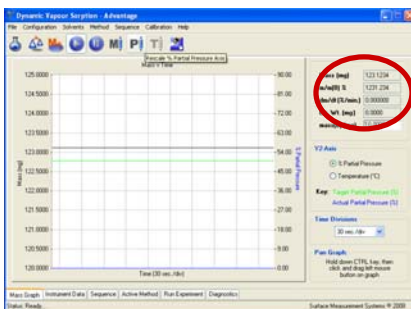 Dynamic Vapour Sorption - Advantage
File Configuration Solvents Method Sequence Calibration Help
M P T
Rescale % Partial Pressure Axis
Mass v Time
125.0000
124.5000
124.0000
123.5000
123.0000
122.5000
122.0000
121.5000
121.0000
120.5000
120.0000
Mass (mg)
90.00
81.00
72.00
63.00
54.00
45.00
36.00
27.00
18.00
9.00
0.00
% Partial Pressure
Time (30 sec./div)
Mass (mg) 123.1234
m/m(0) % 1231.234
dm/dt (%/min.) 0.000000
0.0000
Y2 Axis
% Partial Pressure
Temperature (°C)
Key: Target Partial Pressure (%)
Actual Partial Pressure (%)
Time Divisions
30 sec./div
Pan Graph:
Hold down CTRL key, then
click and drag left mouse
button on graph
Mass Graph Instrument Data Sequence Active Method Run Experiment Diagnostics
Status: Ready Surface Measurement Systems ©